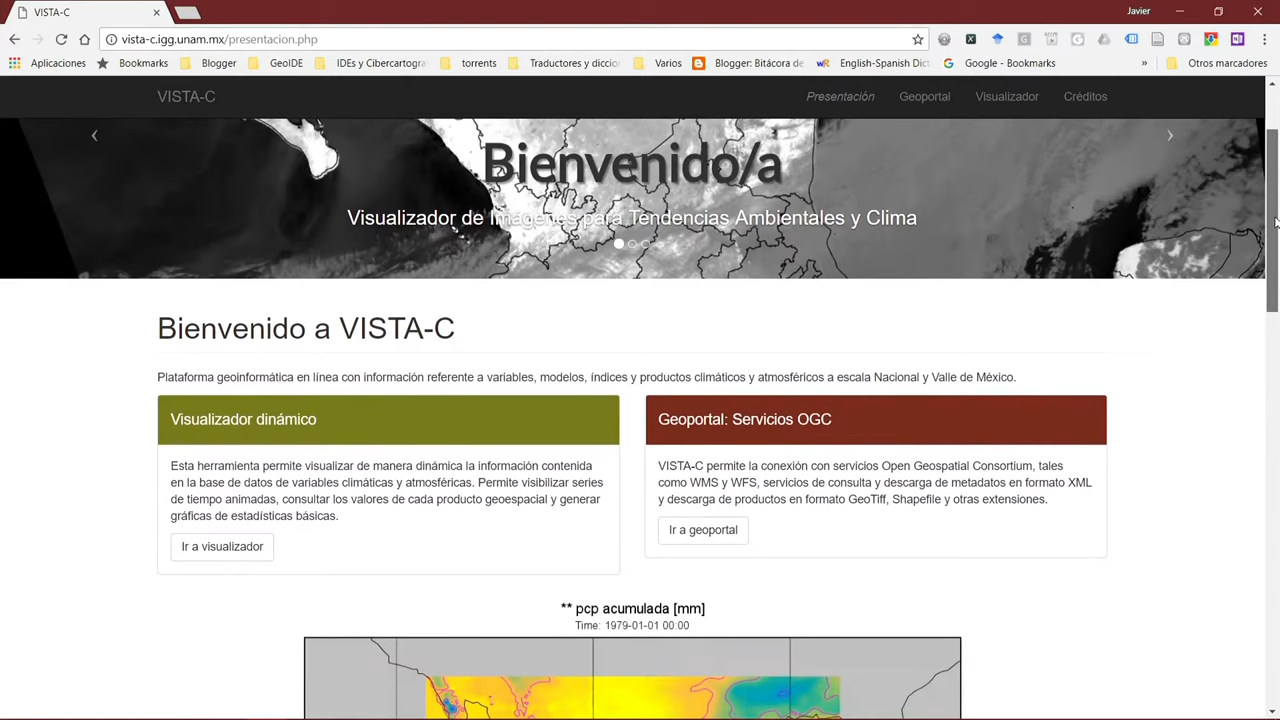 VISTA-C
Javier
vista-c.igg.unam.mx/presentacion.php
Aplicaciones Bookmarks Blogger GeoIDE IDEs y Cibercartogra torrents Traductores y diccio Varios Blogger: Bitácora de English-Spanish Dict Google - Bookmarks » Otros marcadores
VISTA-C Presentación Geoportal Visualizador Créditos
Bienvenido/a
Visualizador de Imágenes para Tendencias Ambientales y Clima
Bienvenido a VISTA-C
Plataforma geoinformática en línea con información referente a variables, modelos, índices y productos climáticos y atmosféricos a escala Nacional y Valle de México.
Visualizador dinámico
Esta herramienta permite visualizar de manera dinámica la información contenida
en la base de datos de variables climáticas y atmosféricas. Permite visibilizar series
de tiempo animadas, consultar los valores de cada producto geoespacial y generar
gráficas de estadísticas básicas.
Ir a visualizador
Geoportal: Servicios OGC
VISTA-C permite la conexión con servicios Open Geospatial Consortium, tales
como WMS y WFS, servicios de consulta y descarga de metadatos en formato XML
y descarga de productos en formato GeoTiff, Shapefile y otras extensiones.
Ir a geoportal
** pcp acumulada [mm]
Time: 1979-01-01 00:00